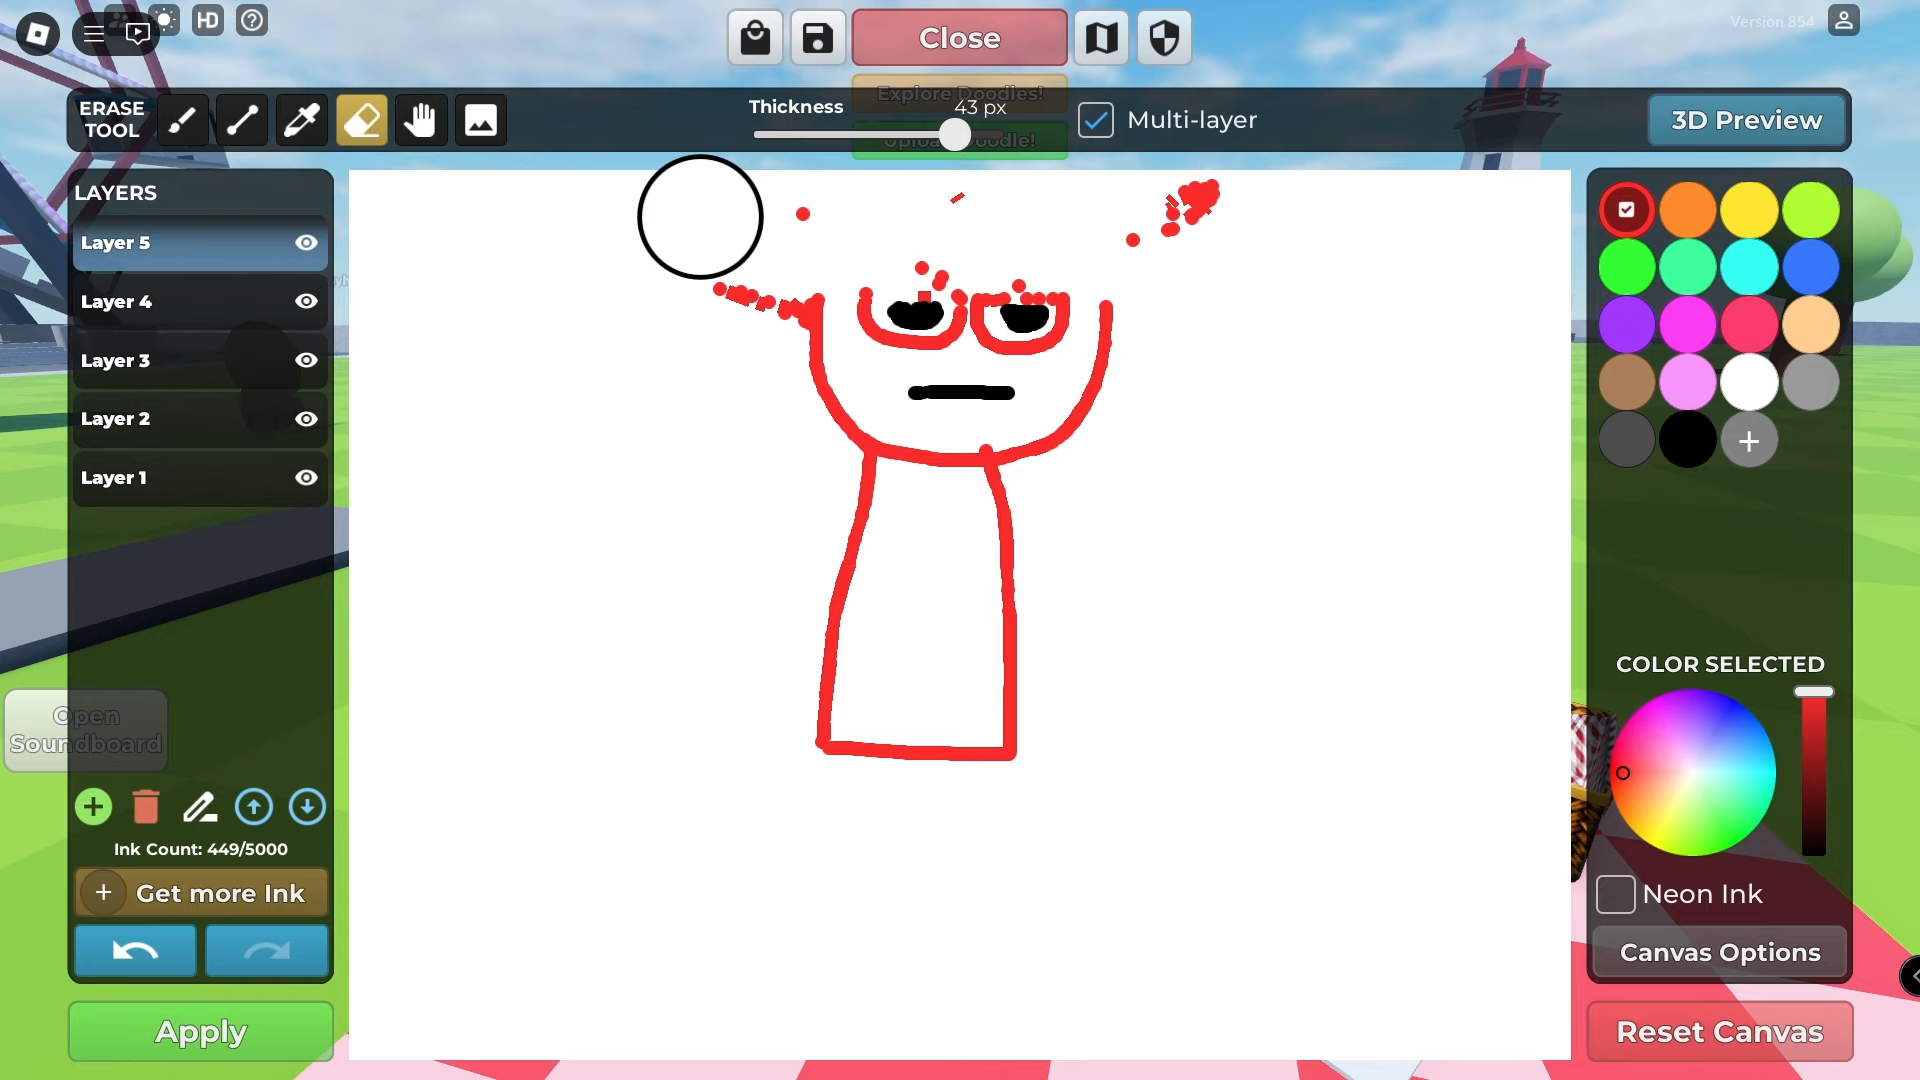 HD
Close
Version 854
Explore Doodles!
ERASE
TOOL
Thickness
43 px
Multi-layer
3D Preview
LAYERS
Layer 5
Layer 4
Layer 3
Layer 2
Layer 1
Open
Soundboard
Ink Count: 449/5000
+ Get more Ink
Apply
COLOR SELECTED
Neon Ink
Canvas Options
Reset Canvas